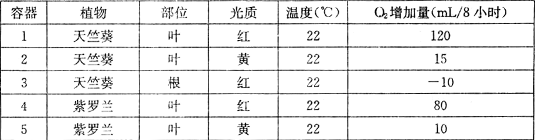 容器 植物 部位 光质 温度(℃) O₂增加量(mL/8小时)
1 天竺葵 叶 红 22 120
2 天竺葵 叶 黄 22 15
3 天竺葵 根 红 22 －10
4 紫罗兰 叶 红 22 80
5 紫罗兰 叶 黄 22 10